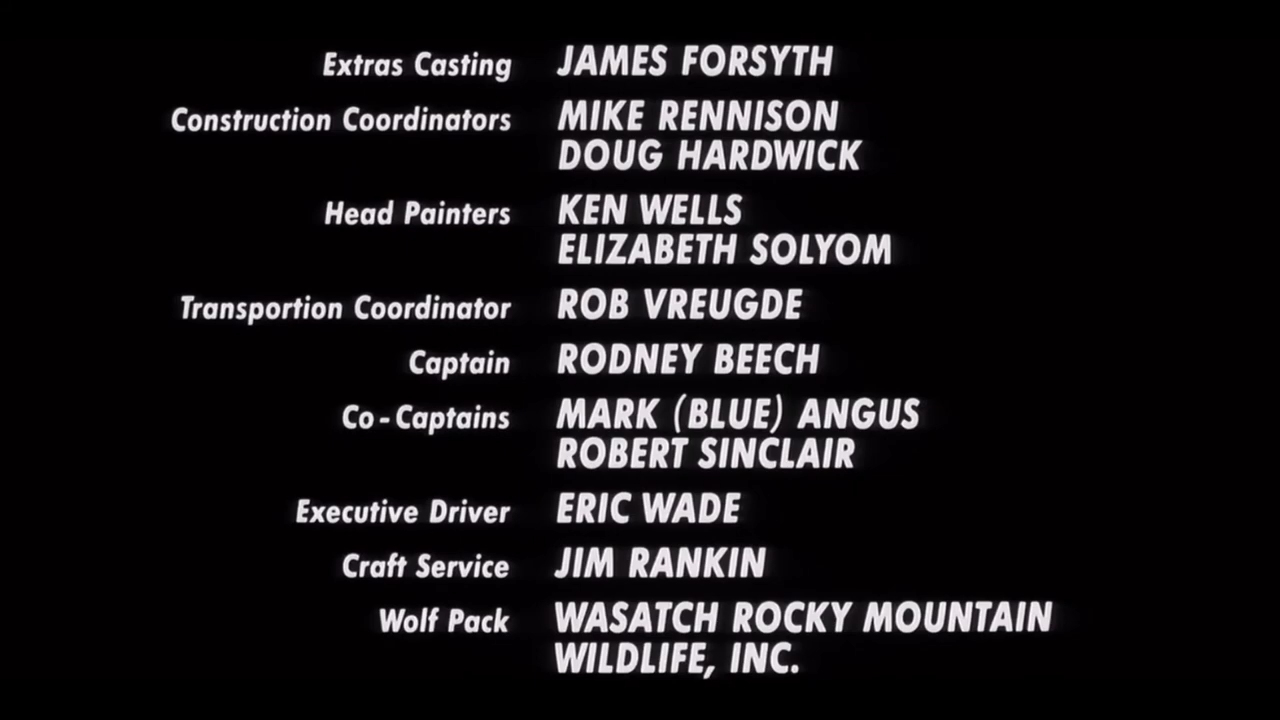 Extras Casting JAMES FORSYTH
Construction Coordinators MIKE RENNISON
DOUG HARDWICK
Head Painters KEN WELLS
ELIZABETH SOLYOM
Transportion Coordinator ROB VREUGDE
Captain RODNEY BEECH
Co-Captains MARK (BLUE) ANGUS
ROBERT SINCLAIR
Executive Driver ERIC WADE
Craft Service JIM RANKIN
Wolf Pack WASATCH ROCKY MOUNTAIN
WILDLIFE, INC.